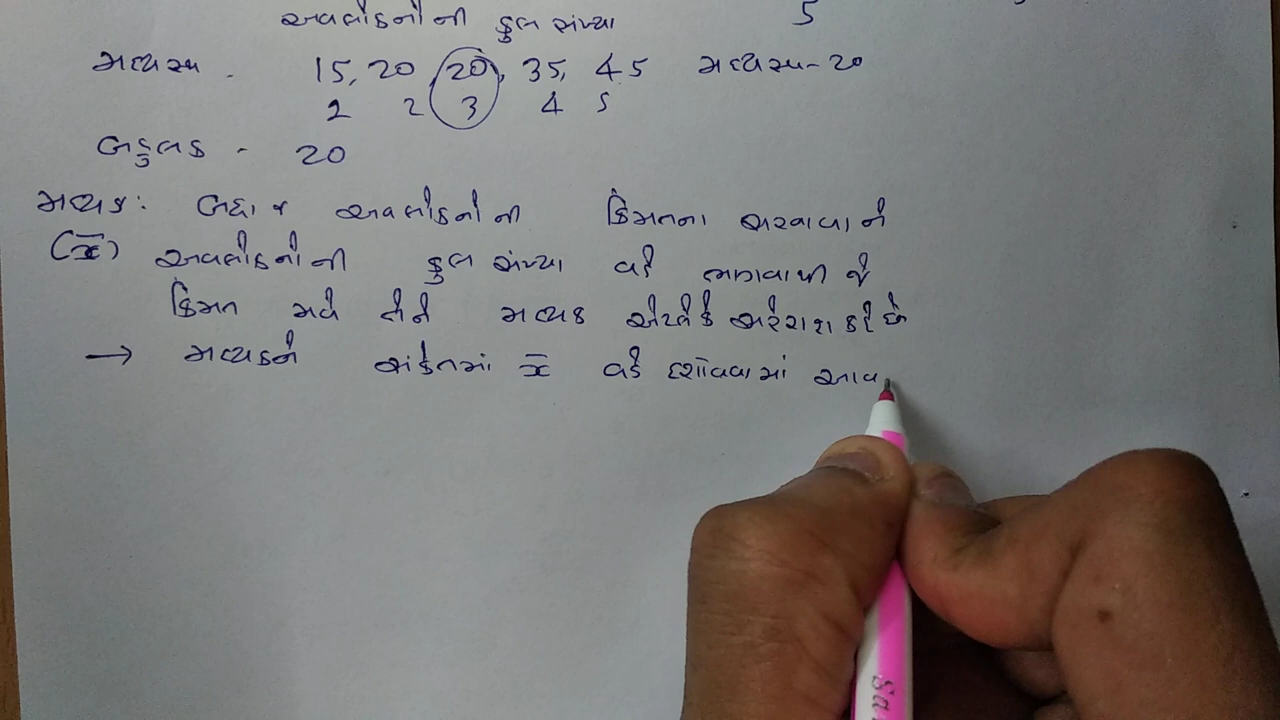 અવલોકનોની કુલ સંખ્યા 5
મધ્યસ્થ - 15, 20, 20, 35, 45 મધ્યસ્થ - 20
2 2 3 4 5
બહુલક - 20
મધ્યક: બધા જ અવલોકનોની કિંમતના સરવાળાને
(x̄) અવલોકનોની કુલ સંખ્યા વડે ભાગવાથી જે
કિંમત મળે તેને મધ્યક એટલે કે સરેરાશ કહે છે
→ મધ્યકને સંકેતમાં x̄ વડે દર્શાવવામાં આવ